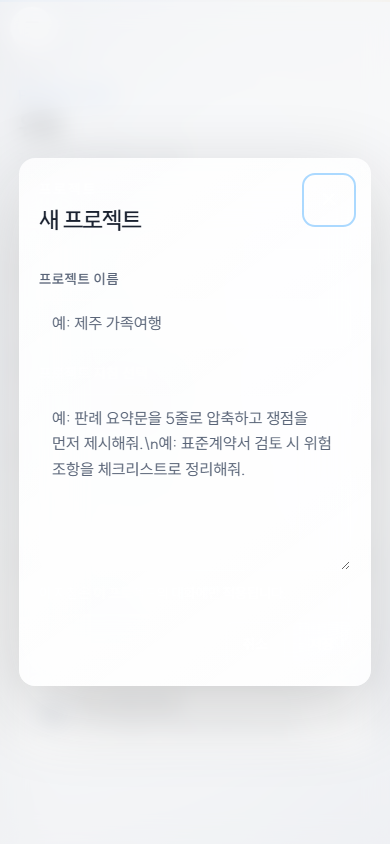 새 프로젝트
프로젝트 이름
예: 제주 가족여행
예: 판례 요약문을 5줄로 압축하고 쟁점을
먼저 제시해줘.\n예: 표준계약서 검토 시 위험
조항을 체크리스트로 정리해줘.